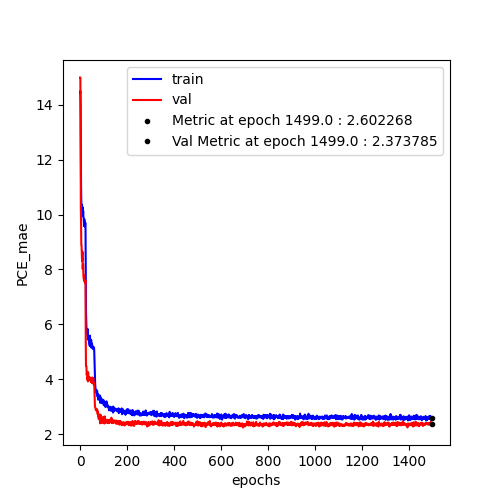 train
val
Metric at epoch 1499.0 : 2.602268
Val Metric at epoch 1499.0 : 2.373785
PCE_mae
14
12
10
8
6
4
2
0 200 400 600 800 1000 1200 1400
epochs